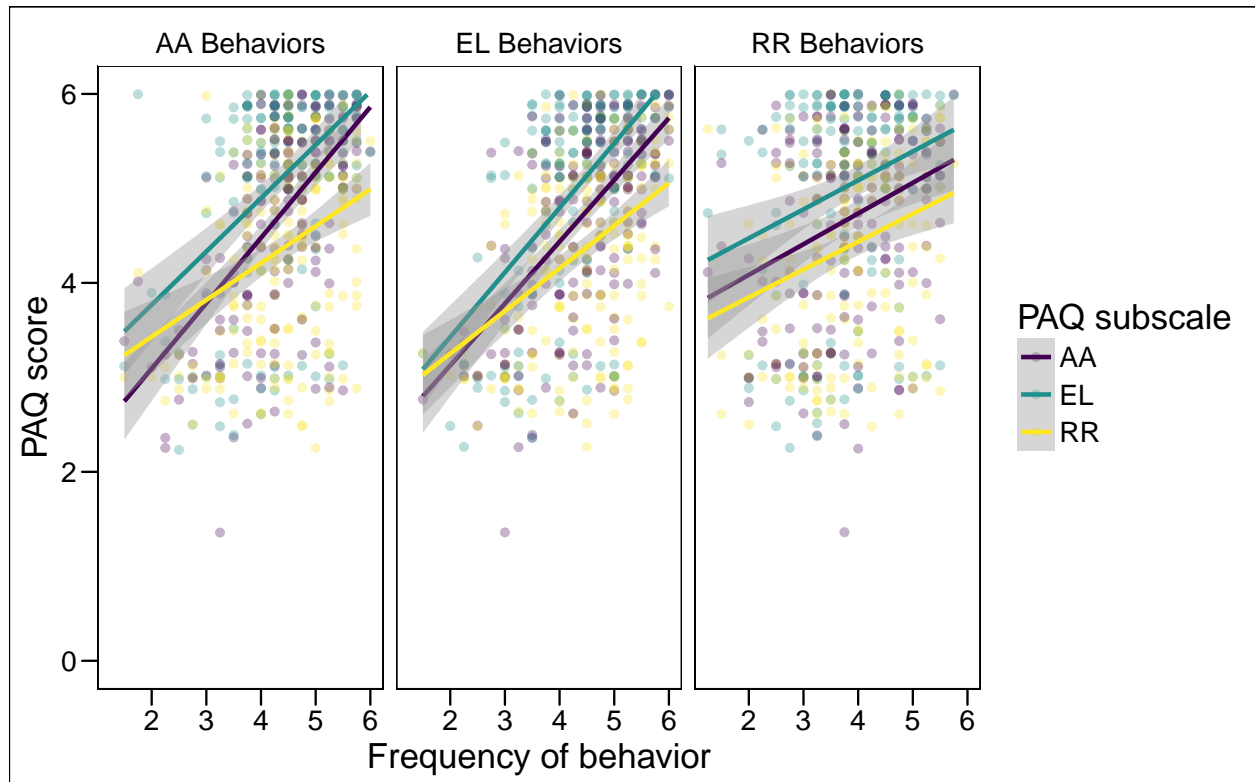 AA Behaviors
EL Behaviors
RR Behaviors
PAQ score
6
4
2
0
2 3 4 5 6
2 3 4 5 6
2 3 4 5 6
Frequency of behavior
PAQ subscale
AA
EL
RR